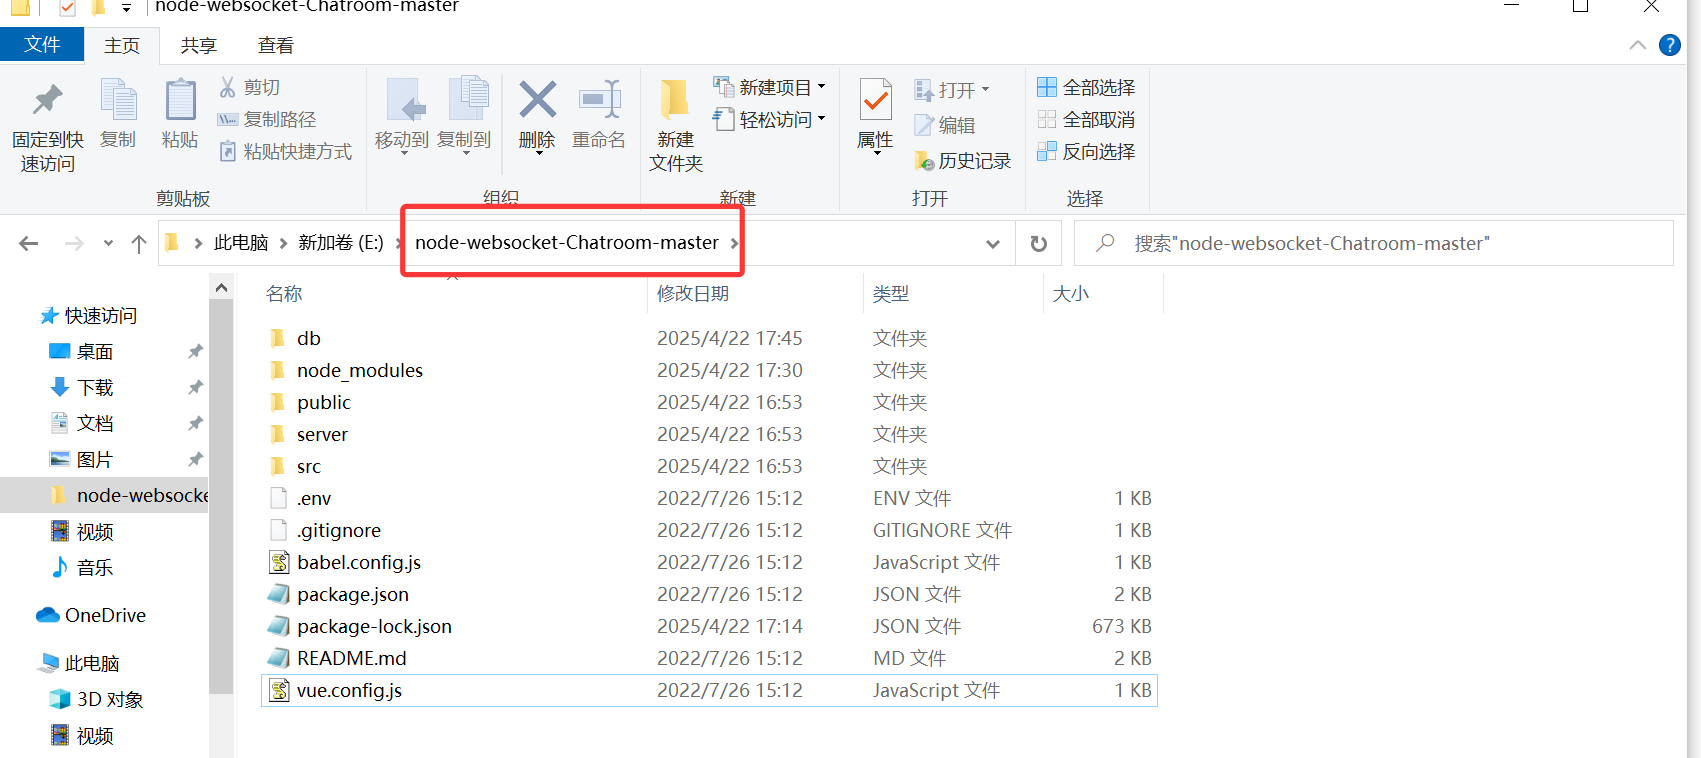 node-websocket-Chatroom-master
文件 主页 共享 查看
固定到快速访问
复制
粘贴
剪切
复制路径
粘贴快捷方式
剪贴板
移动到
复制到
删除
重命名
组织
新建文件夹
新建项目
轻松访问
新建
属性
打开
编辑
历史记录
打开
全部选择
全部取消
反向选择
选择
此电脑 新加卷 (E:) node-websocket-Chatroom-master
搜索"node-websocket-Chatroom-master"
快速访问
桌面
下载
文档
图片
node-websocke
视频
音乐
OneDrive
此电脑
3D 对象
视频
名称 修改日期 类型 大小
db 2025/4/22 17:45 文件夹
node_modules 2025/4/22 17:30 文件夹
public 2025/4/22 16:53 文件夹
server 2025/4/22 16:53 文件夹
src 2025/4/22 16:53 文件夹
.env 2022/7/26 15:12 ENV 文件 1 KB
.gitignore 2022/7/26 15:12 GITIGNORE 文件 1 KB
babel.config.js 2022/7/26 15:12 JavaScript 文件 1 KB
package.json 2022/7/26 15:12 JSON 文件 2 KB
package-lock.json 2025/4/22 17:14 JSON 文件 673 KB
README.md 2022/7/26 15:12 MD 文件 2 KB
vue.config.js 2022/7/26 15:12 JavaScript 文件 1 KB